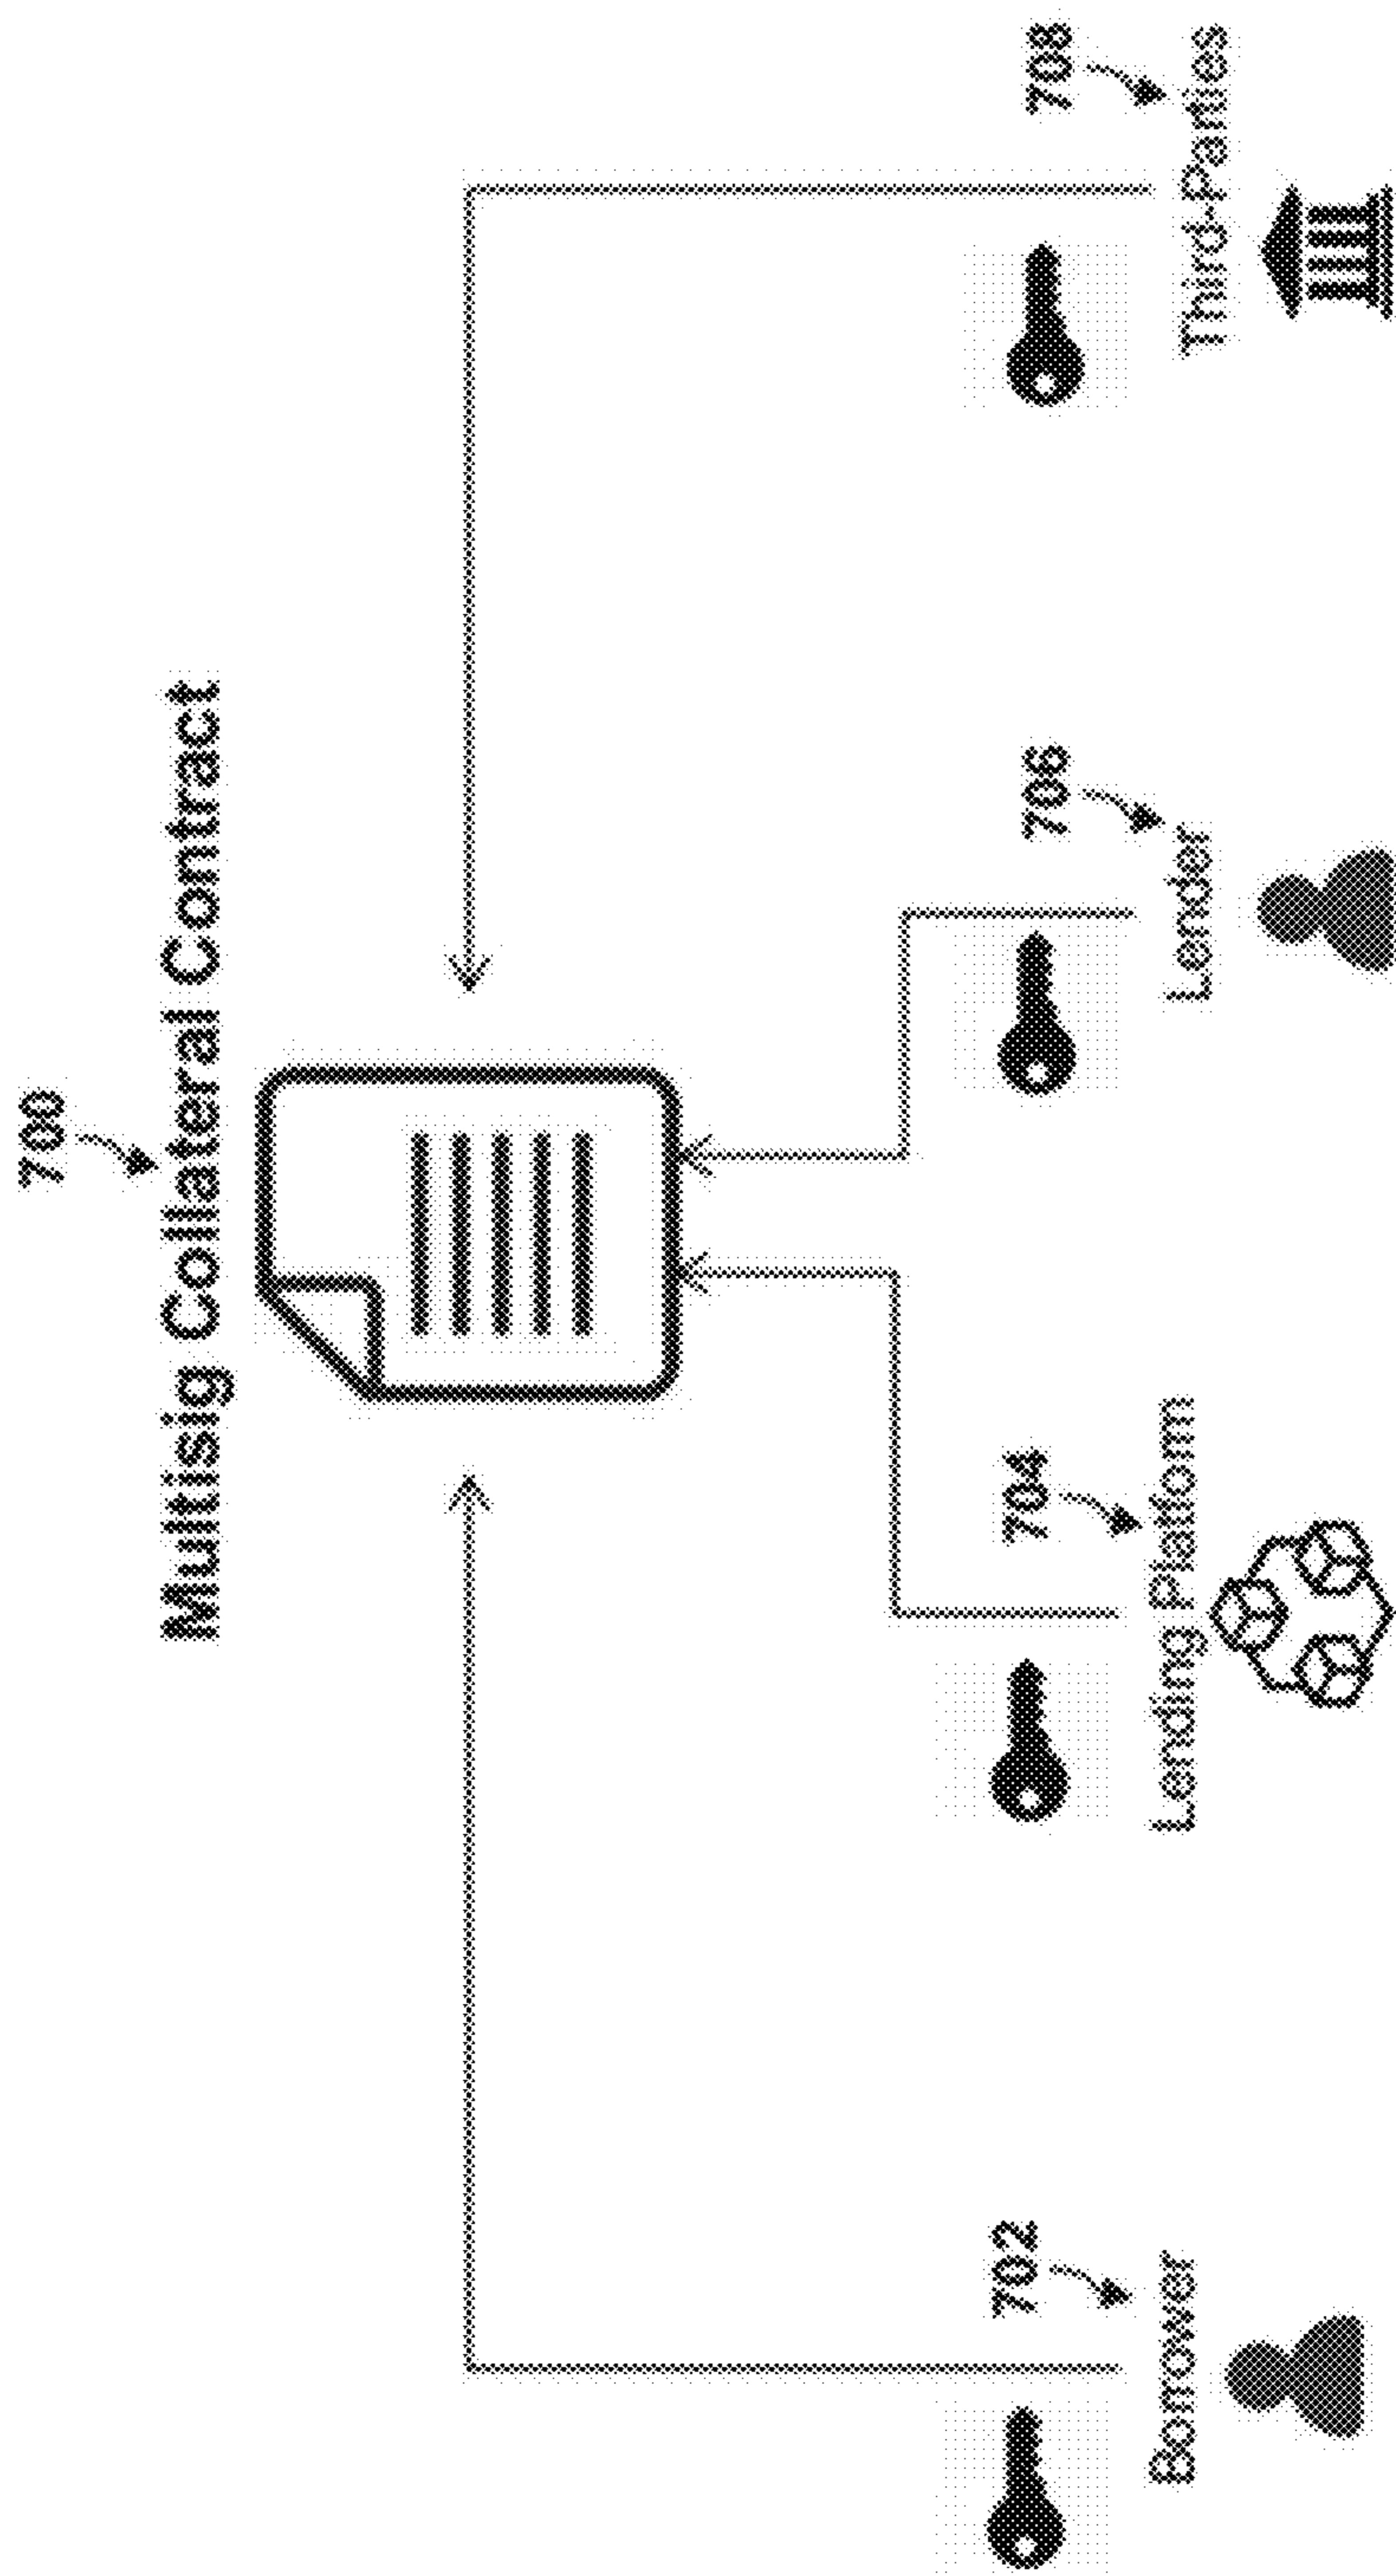 700
Multisig Collateral Contract
702
Borrower
704
Lending Platform
706
Lender
708
Third-Parties